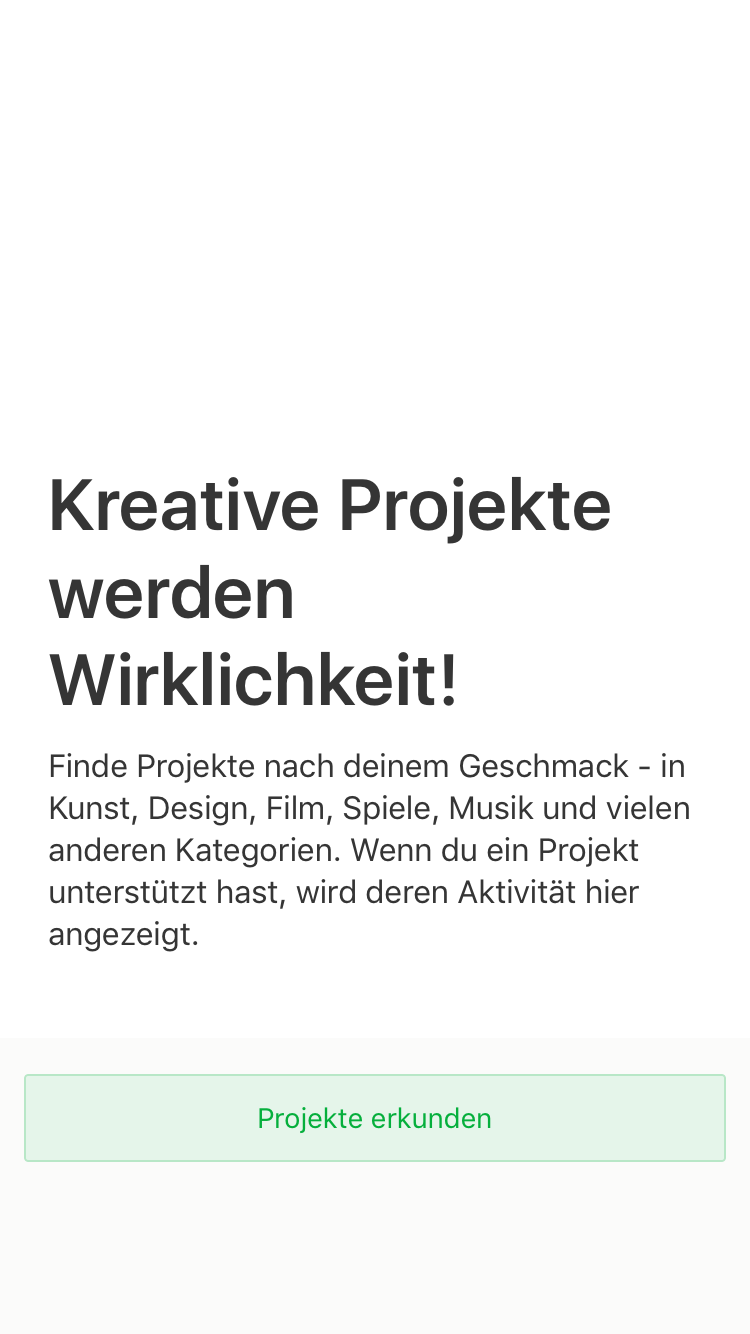 Kreative Projekte
werden
Wirklichkeit!
Finde Projekte nach deinem Geschmack - in
Kunst, Design, Film, Spiele, Musik und vielen
anderen Kategorien. Wenn du ein Projekt
unterstützt hast, wird deren Aktivität hier
angezeigt.
Projekte erkunden